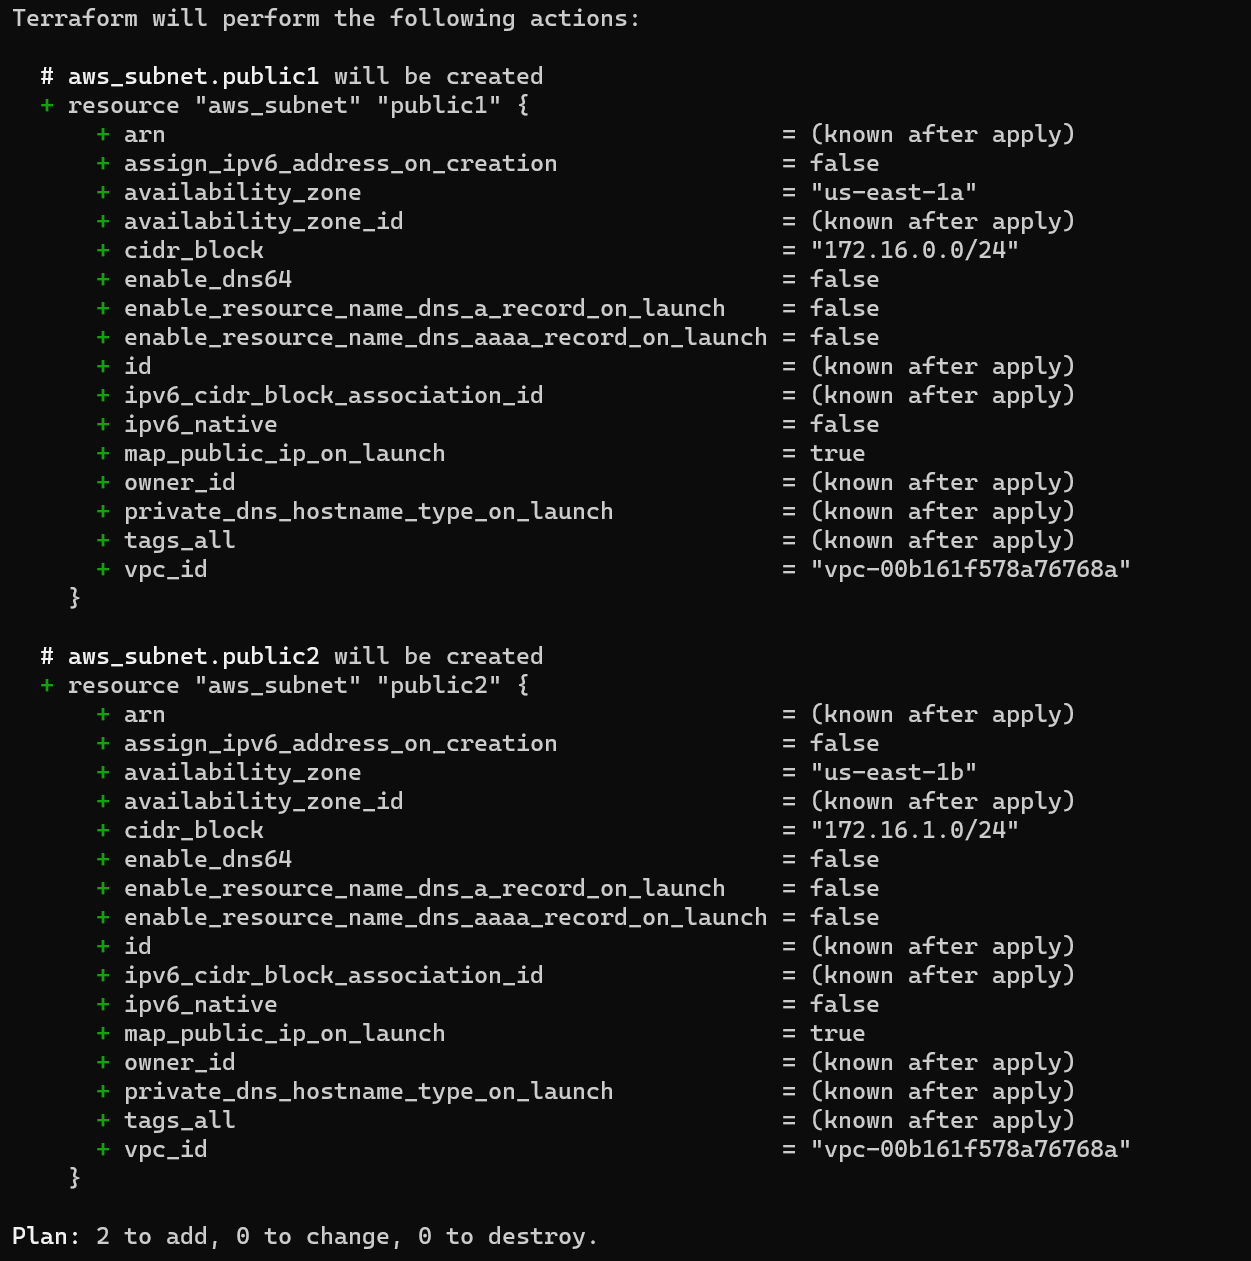 Terraform will perform the following actions:

  # aws_subnet.public1 will be created
  + resource "aws_subnet" "public1" {
      + arn                                            = (known after apply)
      + assign_ipv6_address_on_creation                = false
      + availability_zone                              = "us-east-1a"
      + availability_zone_id                           = (known after apply)
      + cidr_block                                     = "172.16.0.0/24"
      + enable_dns64                                   = false
      + enable_resource_name_dns_a_record_on_launch    = false
      + enable_resource_name_dns_aaaa_record_on_launch = false
      + id                                             = (known after apply)
      + ipv6_cidr_block_association_id                 = (known after apply)
      + ipv6_native                                    = false
      + map_public_ip_on_launch                        = true
      + owner_id                                       = (known after apply)
      + private_dns_hostname_type_on_launch            = (known after apply)
      + tags_all                                       = (known after apply)
      + vpc_id                                         = "vpc-00b161f578a76768a"
    }

  # aws_subnet.public2 will be created
  + resource "aws_subnet" "public2" {
      + arn                                            = (known after apply)
      + assign_ipv6_address_on_creation                = false
      + availability_zone                              = "us-east-1b"
      + availability_zone_id                           = (known after apply)
      + cidr_block                                     = "172.16.1.0/24"
      + enable_dns64                                   = false
      + enable_resource_name_dns_a_record_on_launch    = false
      + enable_resource_name_dns_aaaa_record_on_launch = false
      + id                                             = (known after apply)
      + ipv6_cidr_block_association_id                 = (known after apply)
      + ipv6_native                                    = false
      + map_public_ip_on_launch                        = true
      + owner_id                                       = (known after apply)
      + private_dns_hostname_type_on_launch            = (known after apply)
      + tags_all                                       = (known after apply)
      + vpc_id                                         = "vpc-00b161f578a76768a"
    }

Plan: 2 to add, 0 to change, 0 to destroy.